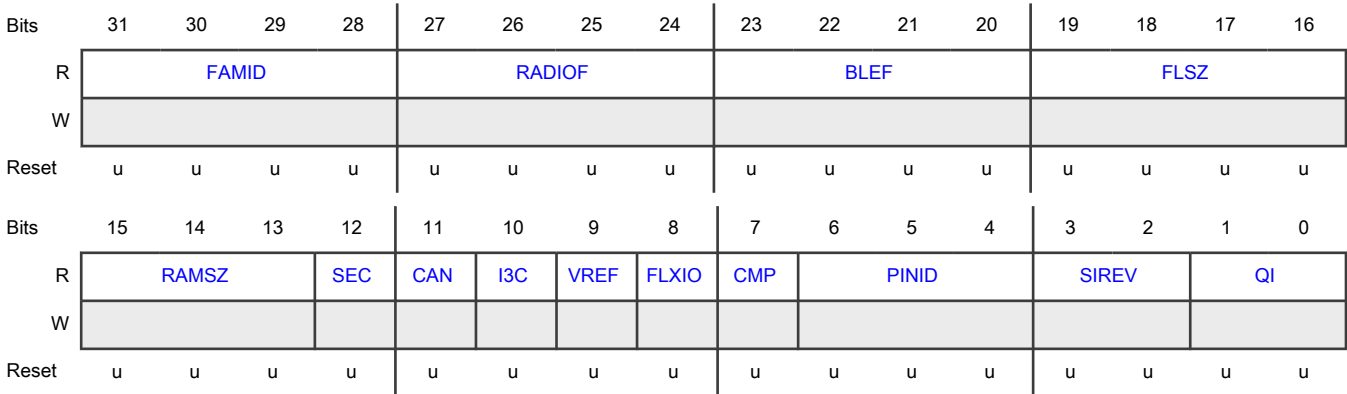 Bits 31 30 29 28 27 26 25 24 23 22 21 20 19 18 17 16
R FAMID RADIOF BLEF FLSZ
W
Reset u u u u u u u u u u u u u u u u
Bits 15 14 13 12 11 10 9 8 7 6 5 4 3 2 1 0
R RAMSZ SEC CAN I3C VREF FLXIO CMP PINID SIREV QI
W
Reset u u u u u u u u u u u u u u u u